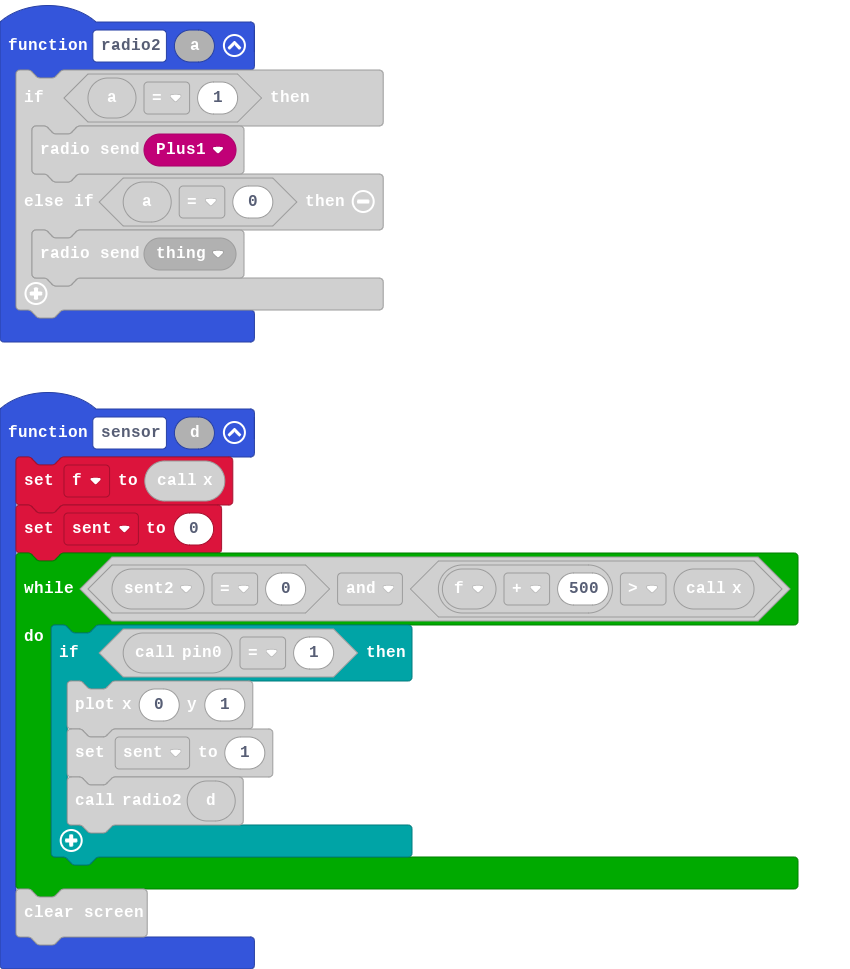 function radio2 a
if a = 1 then
radio send Plus1
else if a = 0 then
radio send thing
function sensor d
set f to call x
set sent to 0
while sent2 = 0 and f + 500 > call x
do if call pin0 = 1 then
plot x 0 y 1
set sent to 1
call radio2 d
clear screen